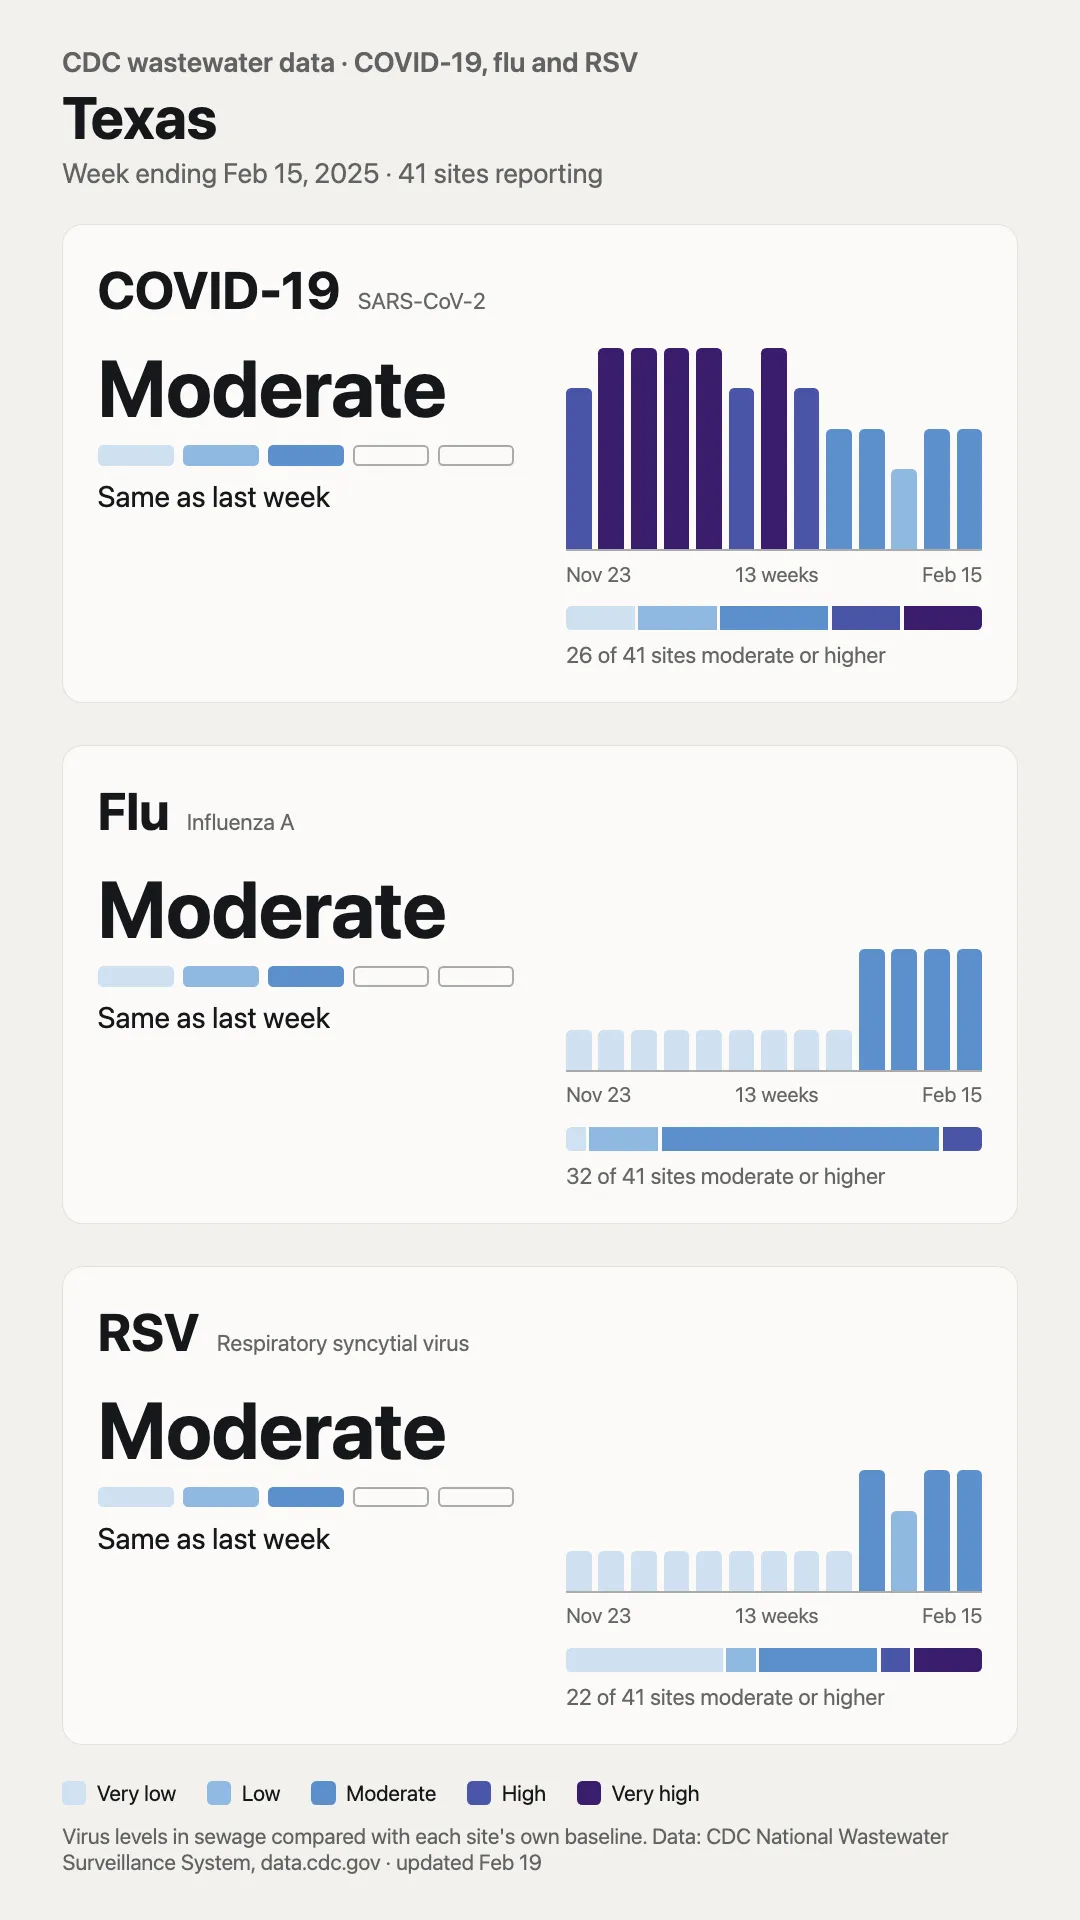 CDC wastewater data · COVID-19, flu and RSV
Texas
Week ending Feb 15, 2025 · 41 sites reporting
COVID-19 SARS-CoV-2
Moderate
Same as last week
Nov 23 13 weeks Feb 15
26 of 41 sites moderate or higher
Flu Influenza A
Moderate
Same as last week
Nov 23 13 weeks Feb 15
32 of 41 sites moderate or higher
RSV Respiratory syncytial virus
Moderate
Same as last week
Nov 23 13 weeks Feb 15
22 of 41 sites moderate or higher
Very low Low Moderate High Very high
Virus levels in sewage compared with each site's own baseline. Data: CDC National Wastewater
Surveillance System, data.cdc.gov · updated Feb 19